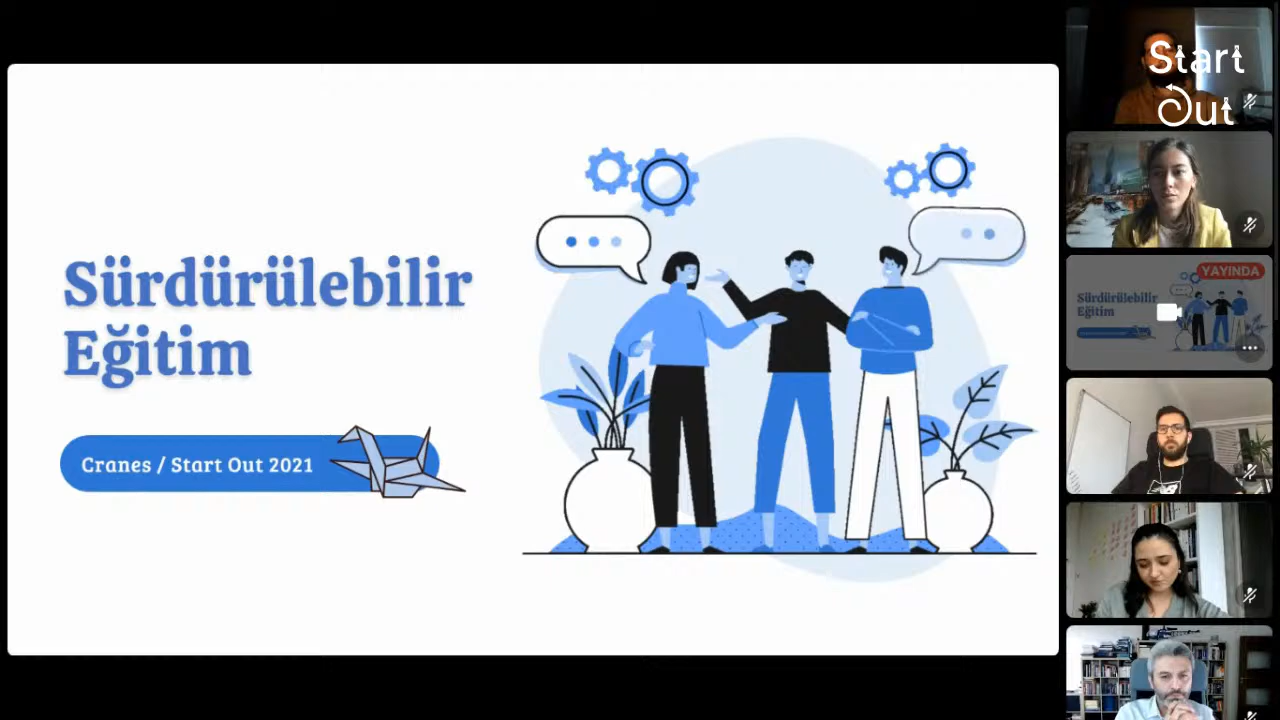 Sürdürülebilir
Eğitim
Cranes / Start Out 2021
Start
Out
YAYINDA
Sürdürülebilir
Eğitim